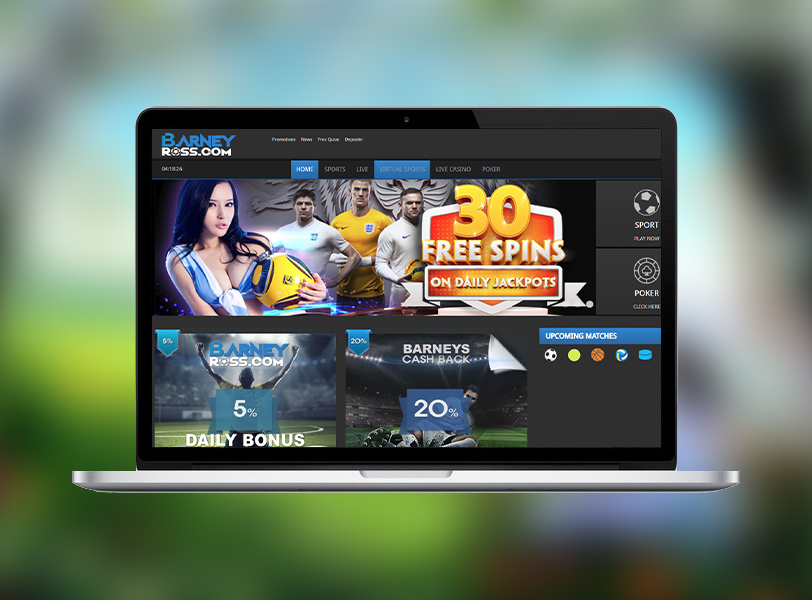 BARNEY
ROSS.COM
Promotions News Free Quizz Deposits
04:18:26
HOME SPORTS LIVE VIRTUAL SPORTS LIVE CASINO POKER
30
FREE SPINS
ON DAILY JACKPOTS
SPORT
PLAY NOW
POKER
CLICK HERE
5%
BARNEY
ROSS.COM
5%
DAILY BONUS
20%
BARNEYS
CASH BACK
20%
UPCOMING MATCHES